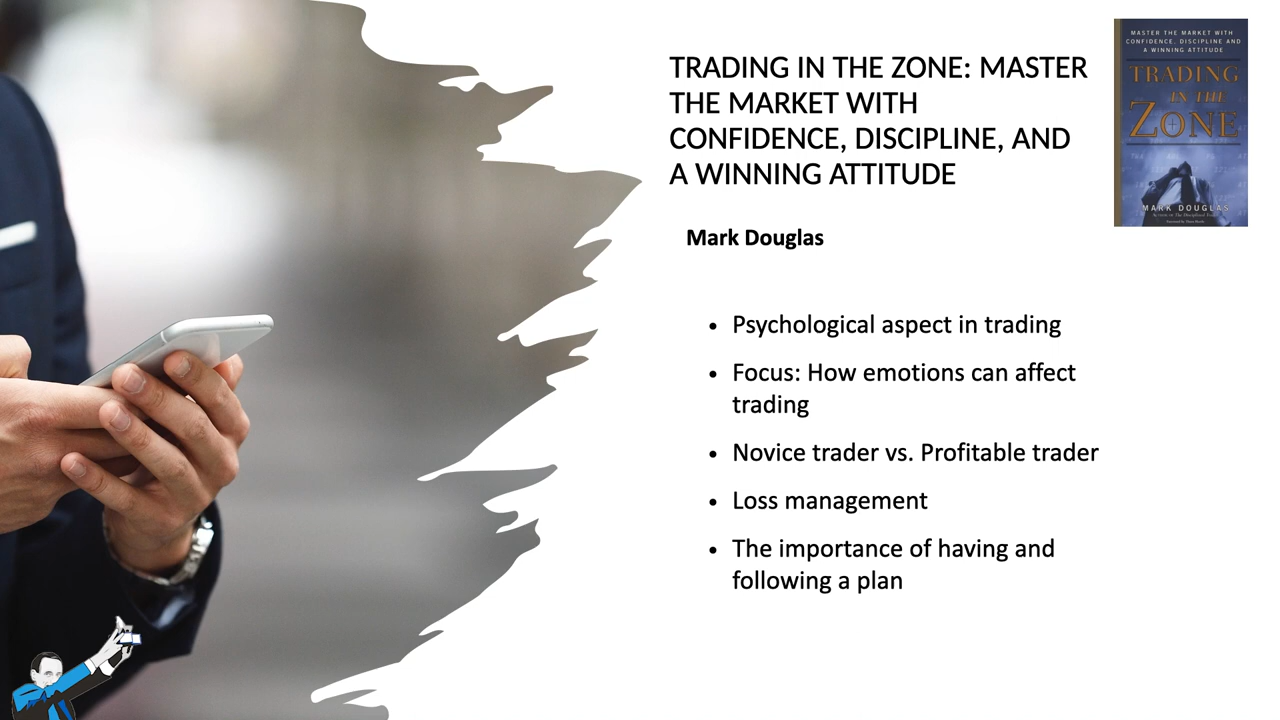 TRADING IN THE ZONE: MASTER
THE MARKET WITH
CONFIDENCE, DISCIPLINE, AND
A WINNING ATTITUDE
MASTER THE MARKET WITH
CONFIDENCE, DISCIPLINE AND
A WINNING ATTITUDE
TRADING
IN THE
ZONE
MARK DOUGLAS
Mark Douglas
• Psychological aspect in trading
• Focus: How emotions can affect
trading
• Novice trader vs. Profitable trader
• Loss management
• The importance of having and
following a plan